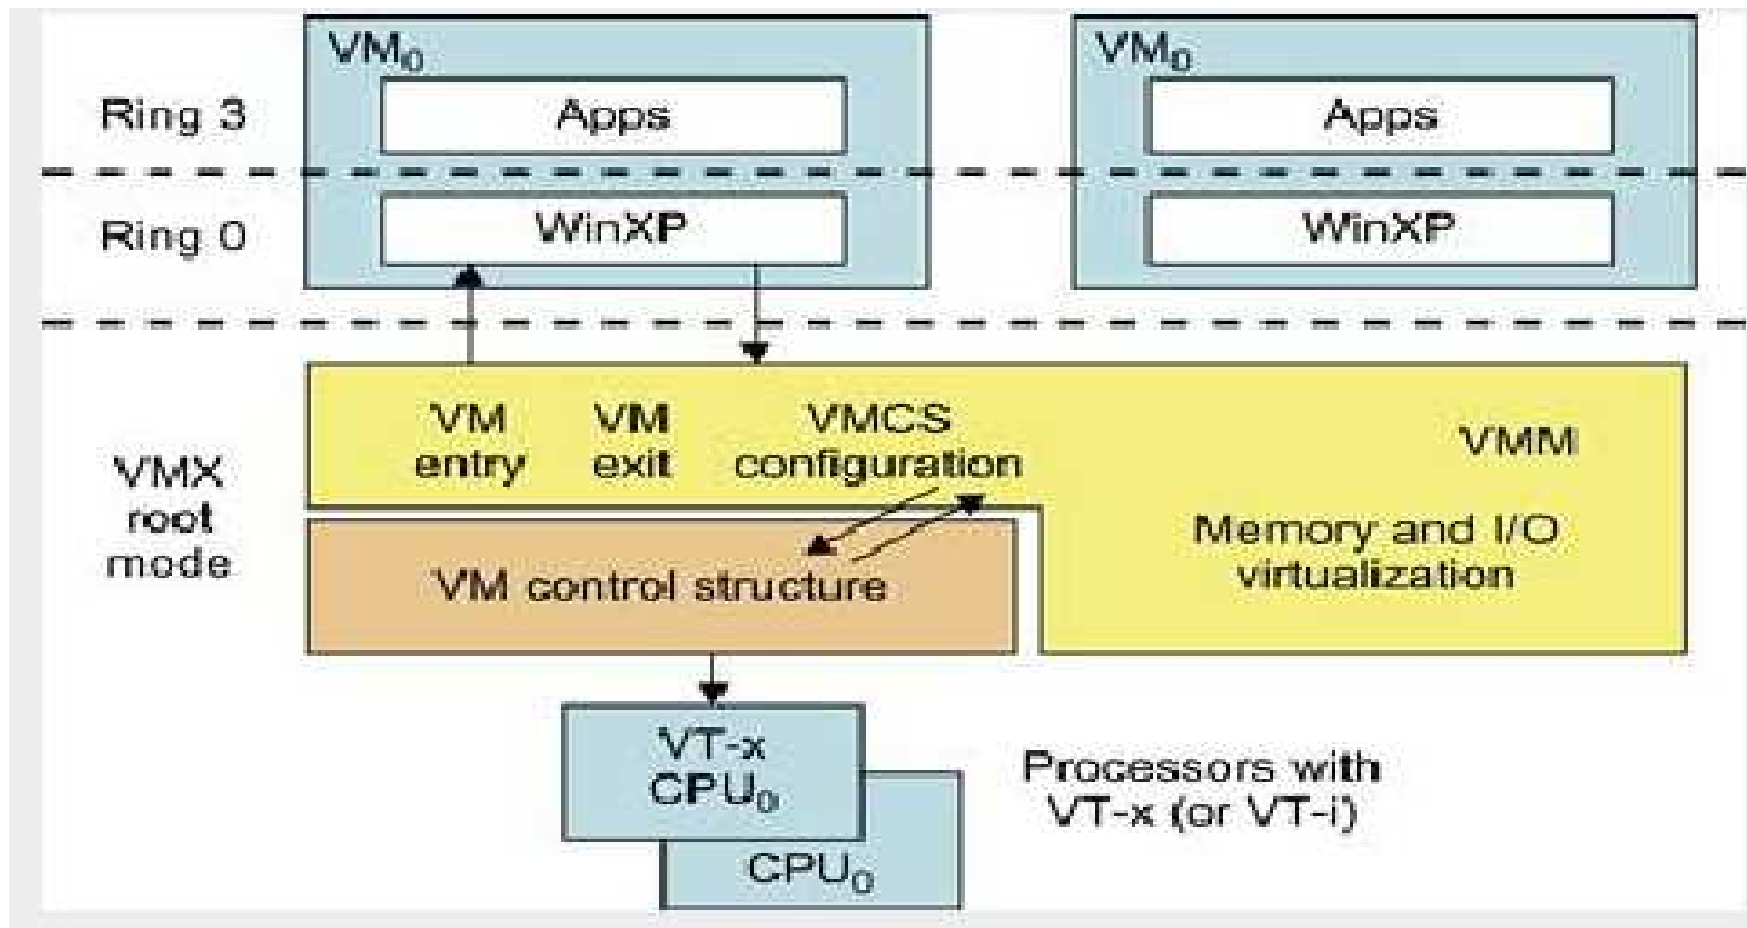 VM0
VM0
Ring 3
Apps
Apps
Ring 0
WinXP
WinXP
VMX
root
mode
VM
entry
VM
exit
VMCS
configuration
VMM
Memory and I/O
virtualization
VM control structure
VT-x
CPU0
CPU0
Processors with
VT-x (or VT-i)